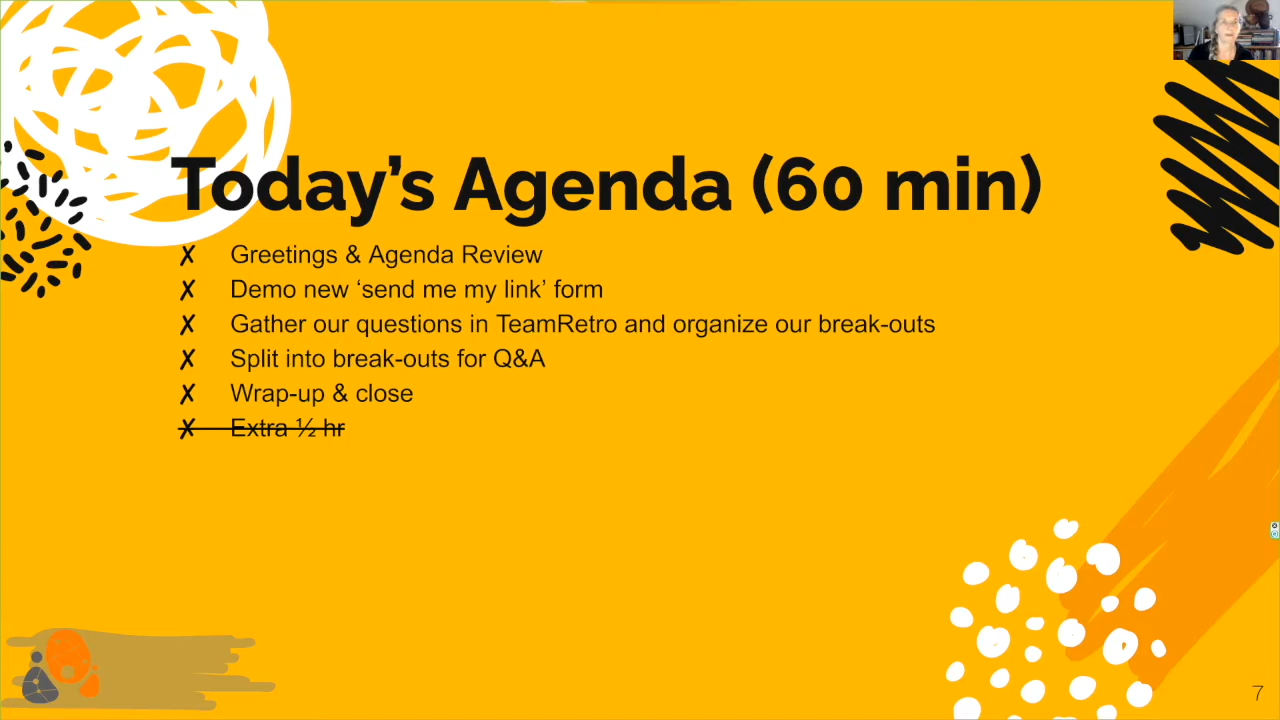 Today's Agenda (60 min)
✗ Greetings & Agenda Review
✗ Demo new ‘send me my link’ form
✗ Gather our questions in TeamRetro and organize our break-outs
✗ Split into break-outs for Q&A
✗ Wrap-up & close
✗ Extra ½ hr
7